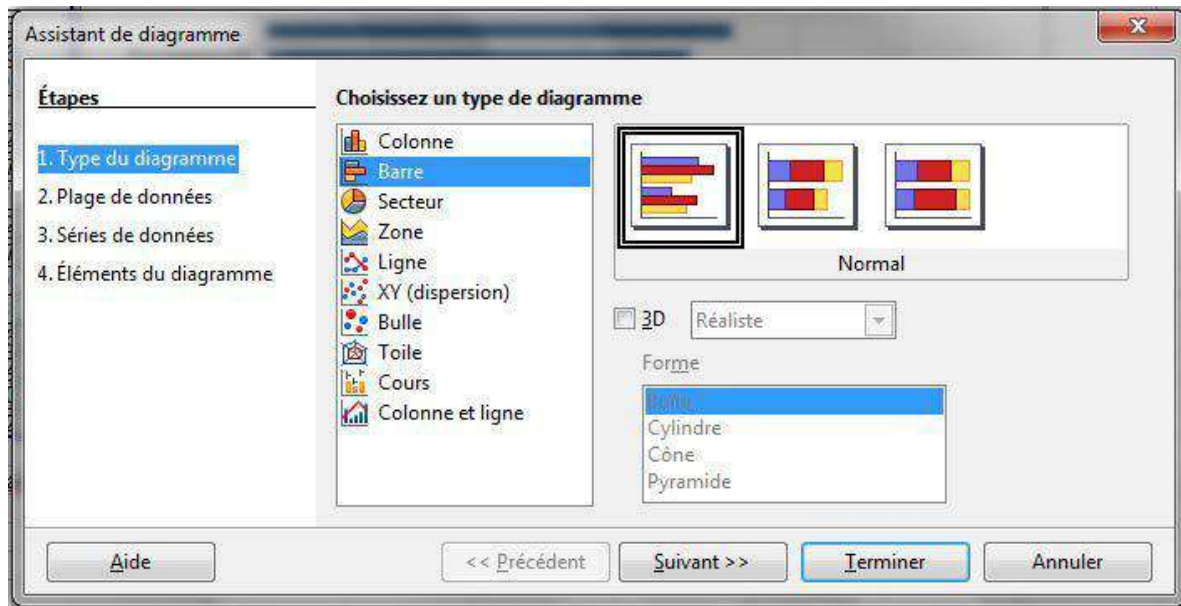 Assistant de diagramme
Étapes
1. Type du diagramme
2. Plage de données
3. Séries de données
4. Éléments du diagramme
Choisissez un type de diagramme
Colonne
Barre
Secteur
Zone
Ligne
XY (dispersion)
Bulle
Toile
Cours
Colonne et ligne
Normal
3D Réaliste
Forme
Cylindre
Cône
Pyramide
Aide << Précédent Suivant >> Terminer Annuler